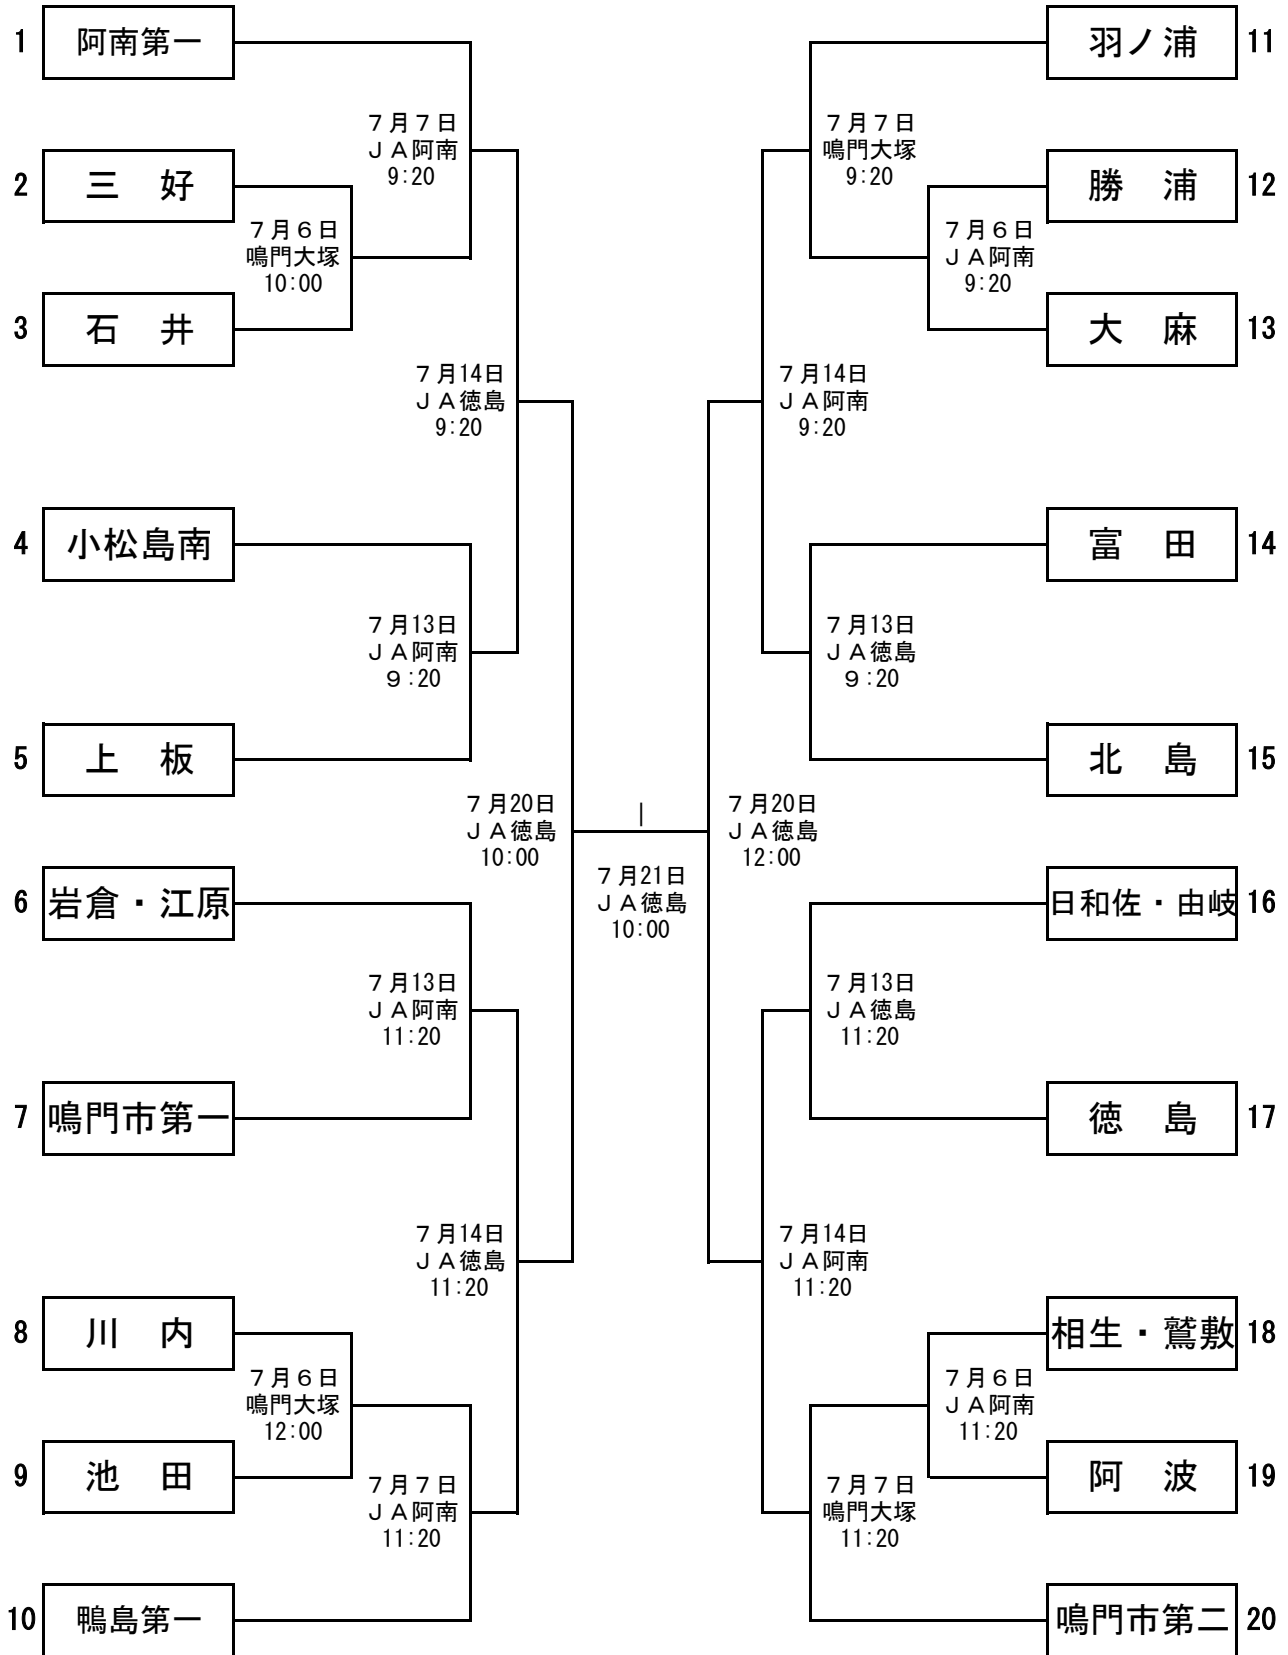 1 阿南第一
7月7日
ＪＡ阿南
9:20
2 三　好
7月6日
鳴門大塚
10:00
3 石　井
7月14日
ＪＡ徳島
9:20
4 小松島南
7月13日
ＪＡ阿南
９:20
5 上　板
7月20日
ＪＡ徳島
10:00
6 岩倉・江原
7月13日
ＪＡ阿南
11:20
7 鳴門市第一
7月14日
ＪＡ徳島
11:20
8 川　内
7月6日
鳴門大塚
12:00
9 池　田
7月7日
ＪＡ阿南
11:20
10 鴨島第一
7月21日
ＪＡ徳島
10:00
羽ノ浦 11
7月7日
鳴門大塚
9:20
勝　浦 12
7月6日
ＪＡ阿南
9:20
大　麻 13
7月14日
ＪＡ阿南
9:20
富　田 14
7月13日
ＪＡ徳島
９:20
北　島 15
7月20日
ＪＡ徳島
12:00
日和佐・由岐 16
7月13日
ＪＡ徳島
11:20
徳　島 17
7月14日
ＪＡ阿南
11:20
相生・鷲敷 18
7月6日
ＪＡ阿南
11:20
阿　波 19
7月7日
鳴門大塚
11:20
鳴門市第二 20